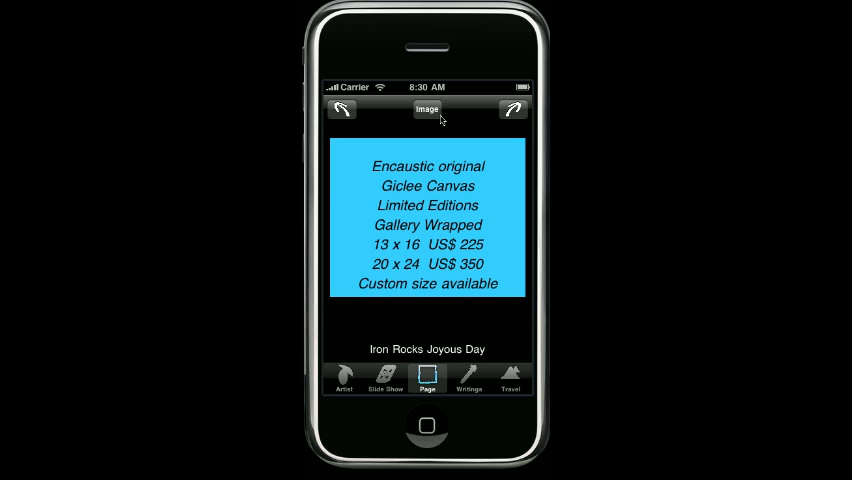 Carrier 8:30 AM
Image
Encaustic original
Giclee Canvas
Limited Editions
Gallery Wrapped
13 x 16 US$ 225
20 x 24 US$ 350
Custom size available
Iron Rocks Joyous Day
Artist Slide Show Page Writings Travel